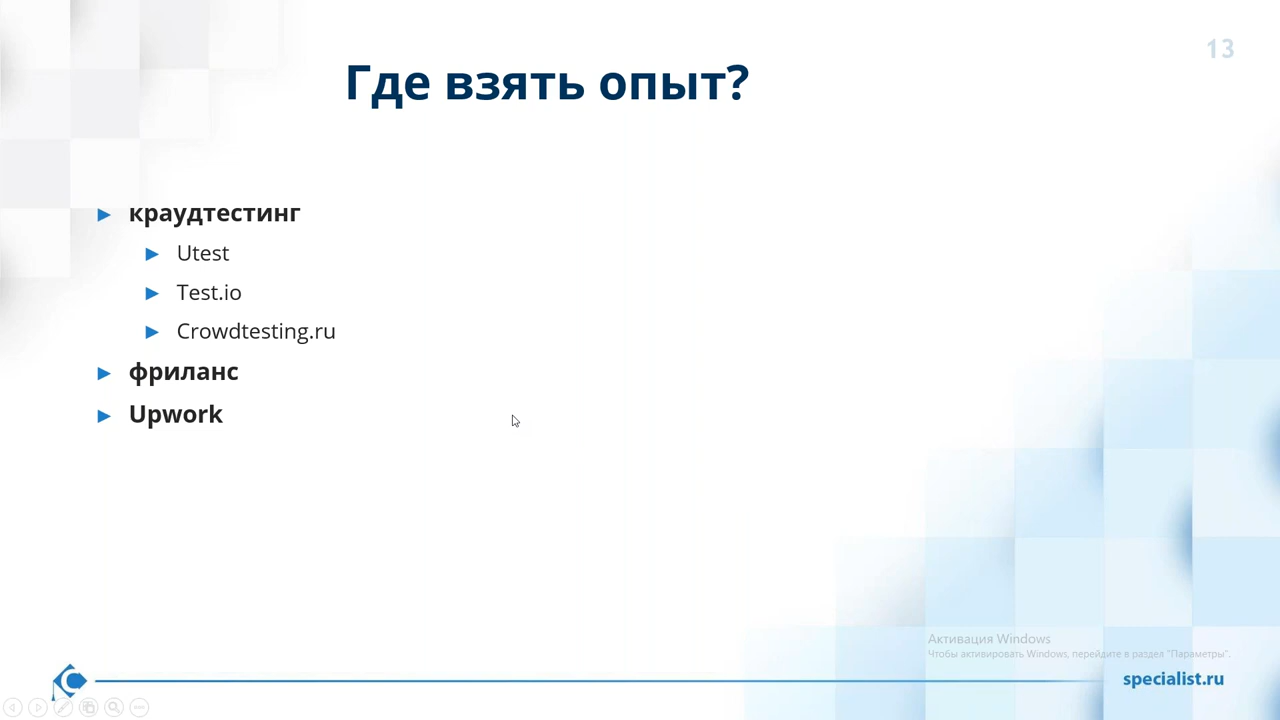 13
Где взять опыт?
краудтестинг
Utest
Test.io
Crowdtesting.ru
фриланс
Upwork
Активация Windows
Чтобы активировать Windows, перейдите в раздел "Параметры".
specialist.ru